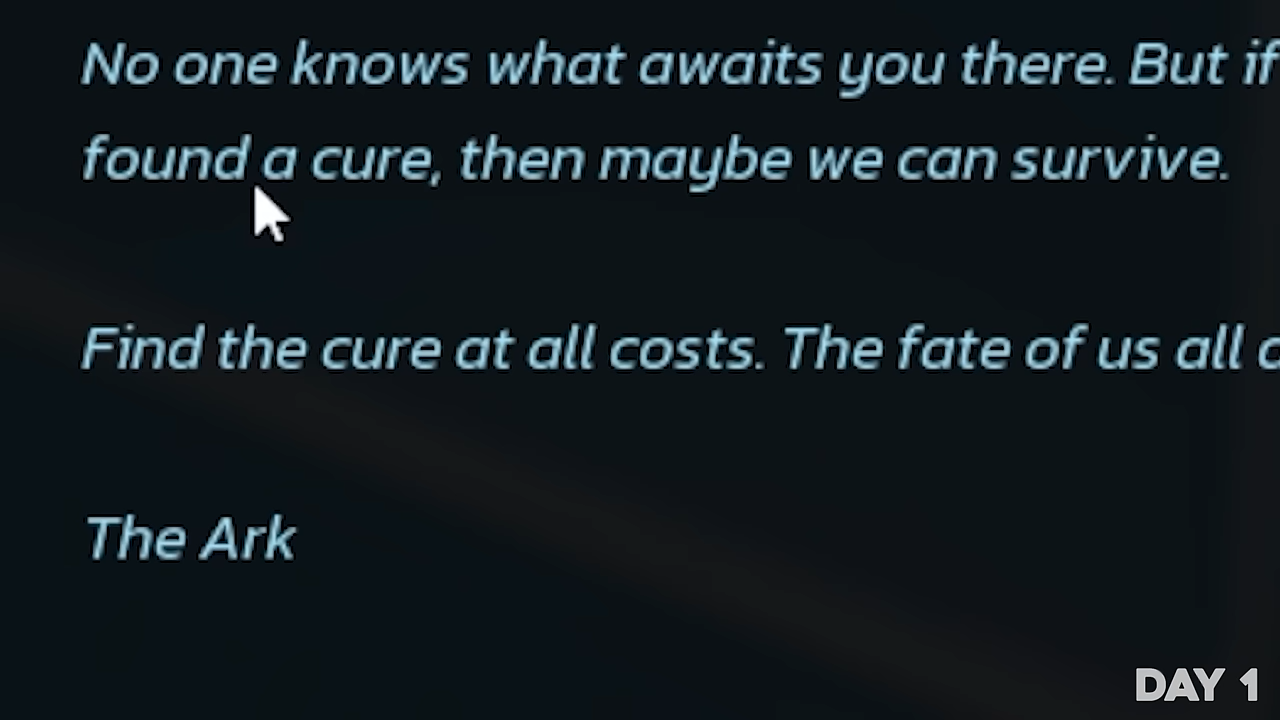 No one knows what awaits you there. But if
found a cure, then maybe we can survive.
Find the cure at all costs. The fate of us all
The Ark
DAY 1